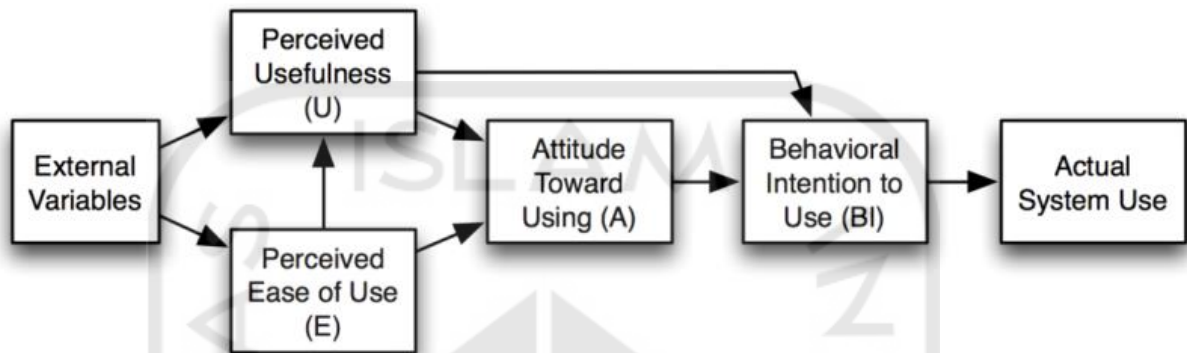 Perceived
Usefulness
(U)
External
Variables
Perceived
Ease of Use
(E)
Attitude
Toward
Using (A)
Behavioral
Intention to
Use (BI)
Actual
System Use
ISLAM